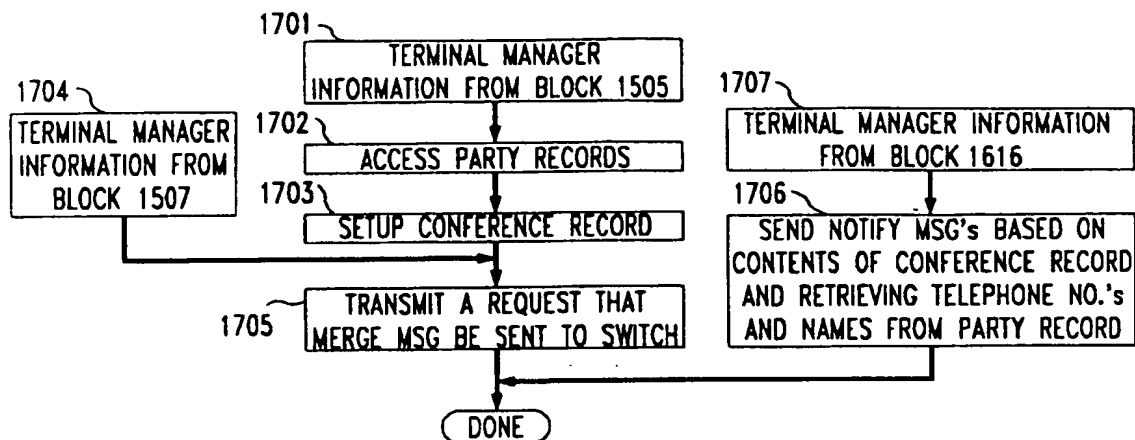 1701
TERMINAL MANAGER
INFORMATION FROM BLOCK 1505
1704
TERMINAL MANAGER
INFORMATION FROM
BLOCK 1507
1702
ACCESS PARTY RECORDS
1703
SETUP CONFERENCE RECORD
1705
TRANSMIT A REQUEST THAT
MERGE MSG BE SENT TO SWITCH
1707
TERMINAL MANAGER INFORMATION
FROM BLOCK 1616
1706
SEND NOTIFY MSG's BASED ON
CONTENTS OF CONFERENCE RECORD
AND RETRIEVING TELEPHONE NO.'s
AND NAMES FROM PARTY RECORD
DONE